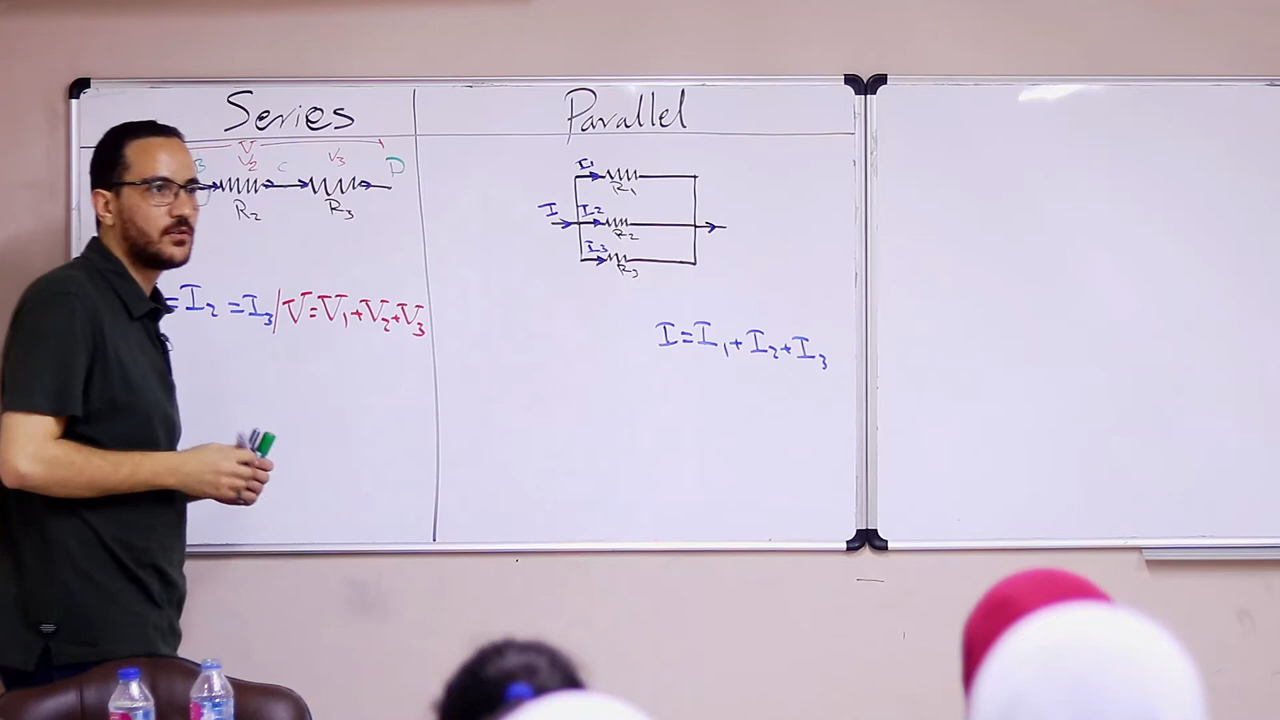 Series
Parallel
V
B V₂ C V₃ D
R₂ R₃
=I₂ =I₃/V=V₁+V₂+V₃
I₁
R₁
I I₂
R₂
I₃
R₃
I=I₁+I₂+I₃